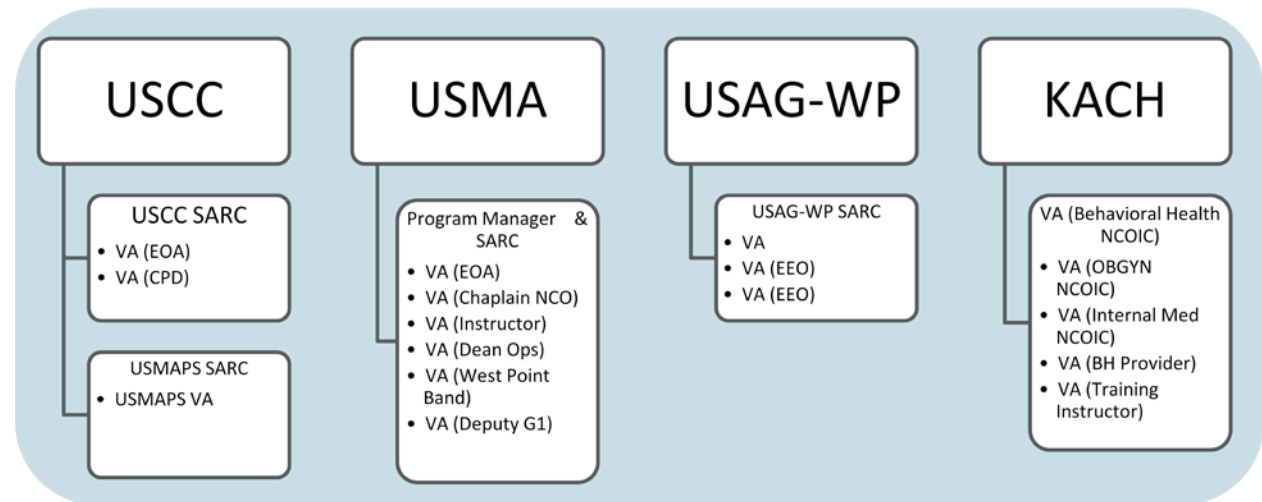 USCC
USCC SARC
• VA (EOA)
• VA (CPD)
USMAPS SARC
• USMAPS VA
USMA
Program Manager &
SARC
• VA (EOA)
• VA (Chaplain NCO)
• VA (Instructor)
• VA (Dean Ops)
• VA (West Point
Band)
• VA (Deputy G1)
USAG-WP
USAG-WP SARC
• VA
• VA (EEO)
• VA (EEO)
KACH
VA (Behavioral Health
NCOIC)
• VA (OBGYN
NCOIC)
• VA (Internal Med
NCOIC)
• VA (BH Provider)
• VA (Training
Instructor)